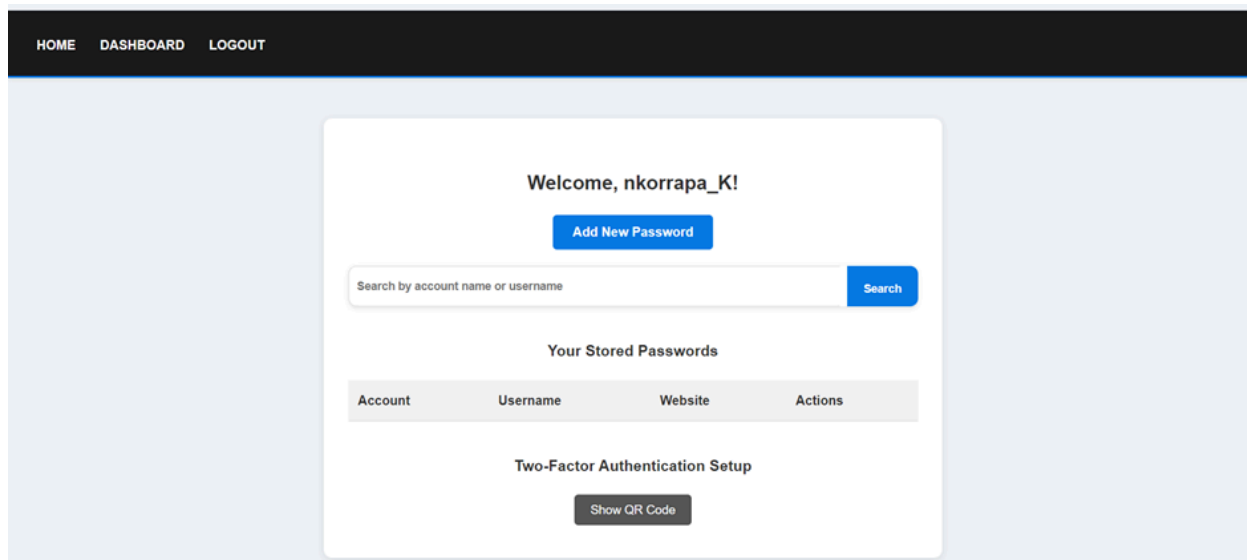 HOME DASHBOARD LOGOUT
Welcome, nkorrapa_K!
Add New Password
Search by account name or username Search
Your Stored Passwords
Account Username Website Actions
Two-Factor Authentication Setup
Show QR Code